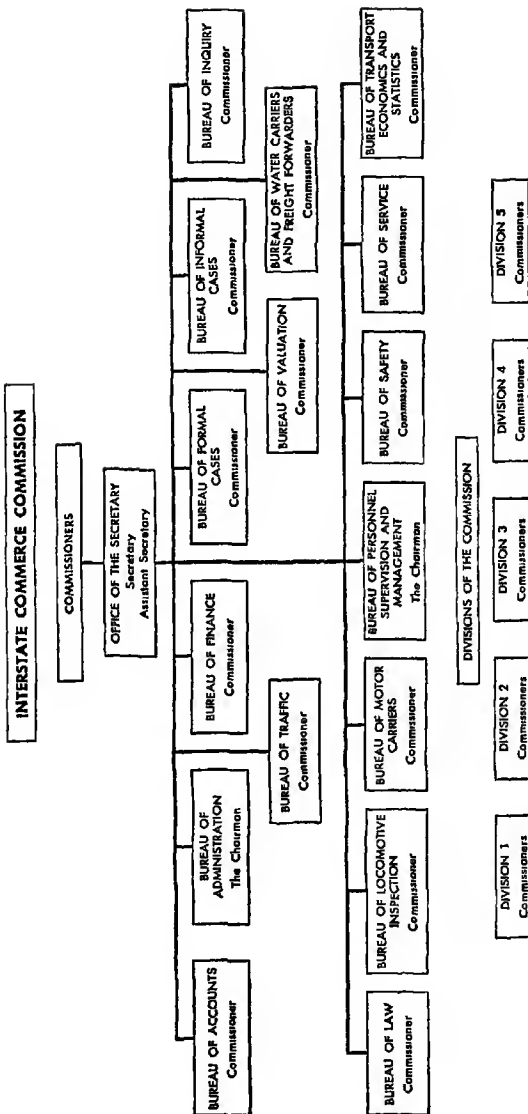 INTERSTATE COMMERCE COMMISSION
COMMISSIONERS
OFFICE OF THE SECRETARY
Secretary
Assistant Secretary
BUREAU OF ACCOUNTS
Commissioner
BUREAU OF
ADMINISTRATION
The Chairman
BUREAU OF FINANCE
Commissioner
BUREAU OF FORMAL
CASES
Commissioner
BUREAU OF INFORMAL
CASES
Commissioner
BUREAU OF INQUIRY
Commissioner
BUREAU OF TRAFFIC
Commissioner
BUREAU OF VALUATION
Commissioner
BUREAU OF WATER CARRIERS
AND FREIGHT FORWARDERS
Commissioner
BUREAU OF LAW
Commissioner
BUREAU OF LOCOMOTIVE
INSPECTION
Commissioner
BUREAU OF MOTOR
CARRIERS
Commissioner
BUREAU OF PERSONNEL
SUPERVISION AND
MANAGEMENT
The Chairman
BUREAU OF SAFETY
Commissioner
BUREAU OF SERVICE
Commissioner
BUREAU OF TRANSPORT
ECONOMICS AND
STATISTICS
Commissioner
DIVISIONS OF THE COMMISSION
DIVISION 1
Commissioners
DIVISION 2
Commissioners
DIVISION 3
Commissioners
DIVISION 4
Commissioners
DIVISION 5
Commissioners